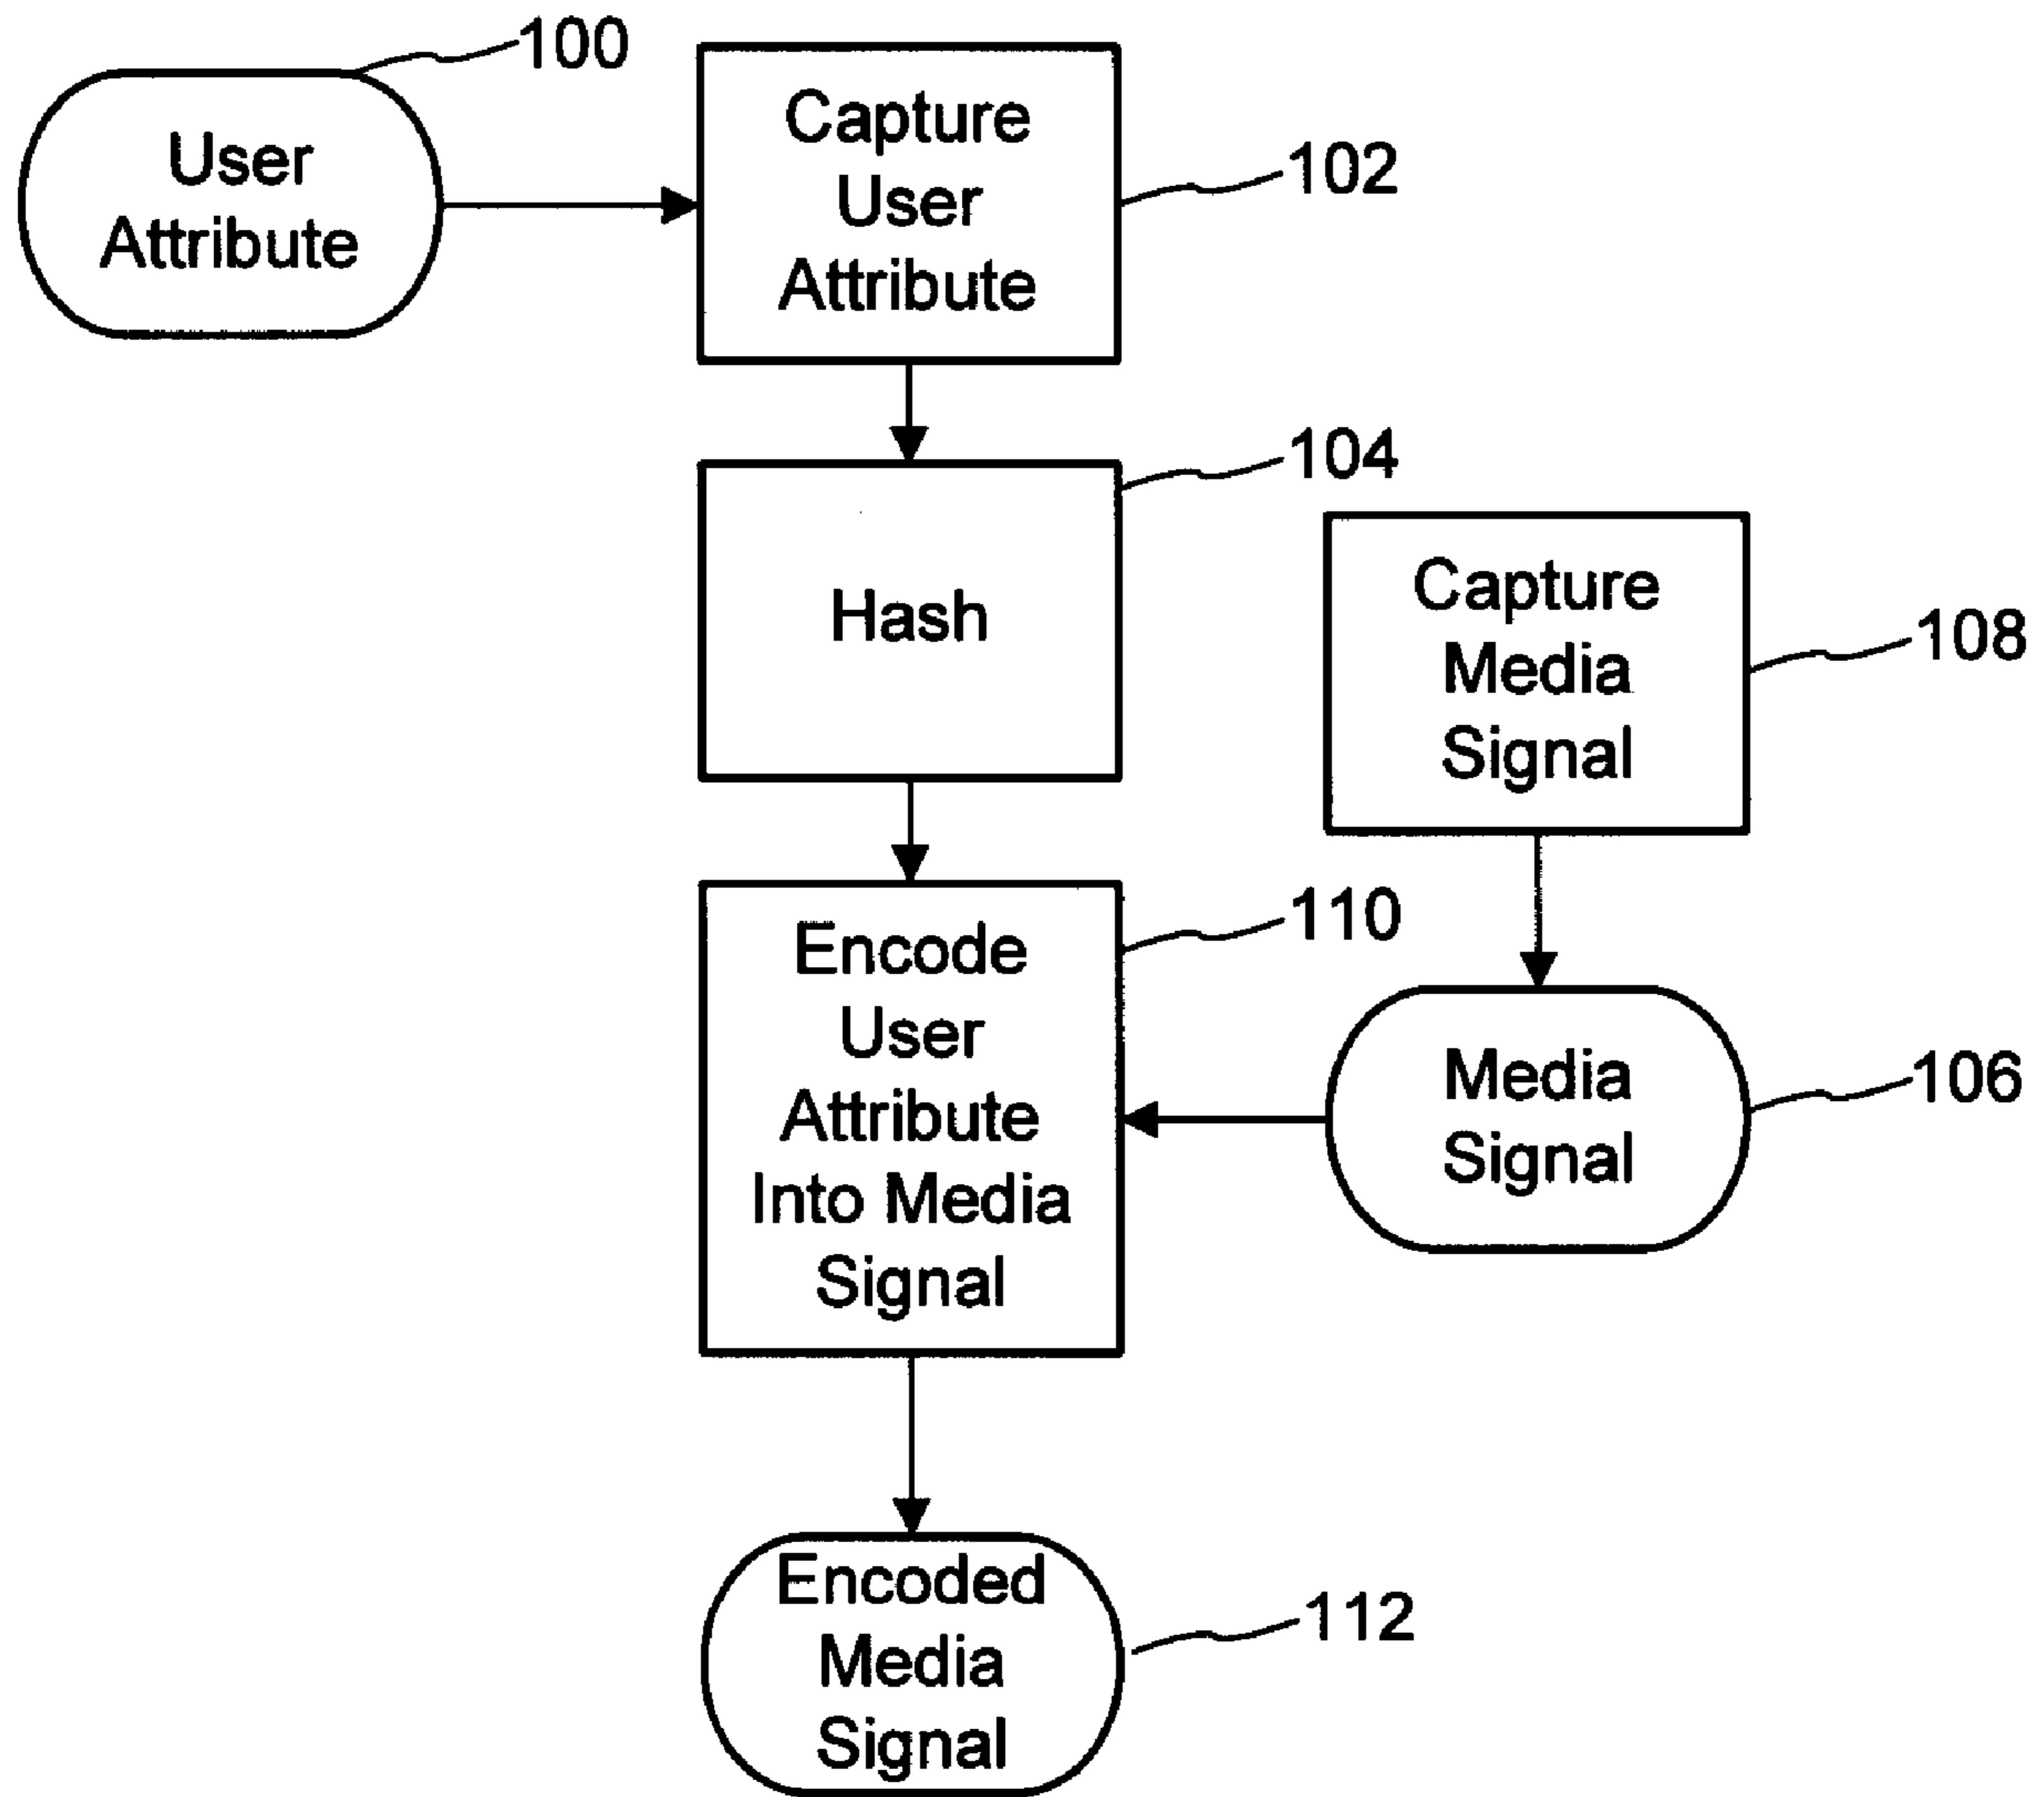 100
User
Attribute
Capture
User
Attribute
102
Hash
104
Capture
Media
Signal
108
Encode
User
Attribute
Into Media
Signal
110
Media
Signal
106
Encoded
Media
Signal
112